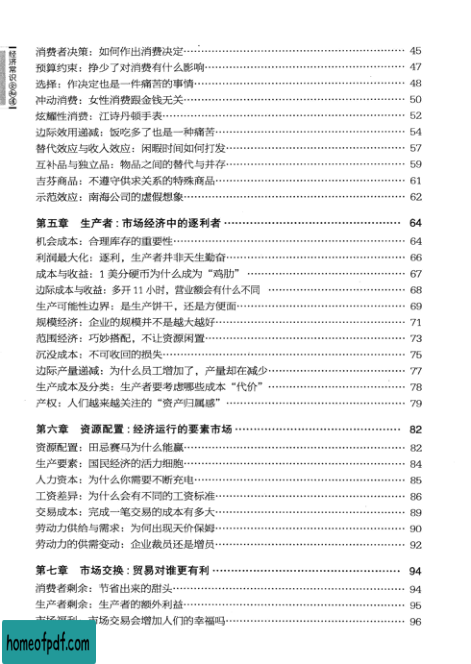 经济常识
消费者决策：如何作出消费决定 45
预算约束：挣少了对消费有什么影响 47
选择：作决定也是一件痛苦的事情 48
冲动消费：女性消费跟金钱无关 50
炫耀性消费：江诗丹顿手表 52
边际效用递减：饭吃多了也是一种痛苦 54
替代效应与收入效应：闲暇时间如何打发 57
互补品与独立品：物品之间的替代与并存 59
吉芬商品：不遵守供求关系的特殊商品 61
示范效应：南海公司的虚假想象 62
第五章 生产者：市场经济中的逐利者 64
机会成本：合理库存的重要性 64
利润最大化：逐利，生产者并非天生勤奋 66
成本与收益：1 美分硬币为什么成为“鸡肋” 67
边际成本与收益：多开 11 小时，营业额会有什么不同 68
生产可能性边界：是生产饼干，还是方便面 69
规模经济：企业的规模并不是越大越好 71
范围经济：巧妙搭配，不让资源闲置 73
沉没成本：不可收回的损失 75
边际产量递减：为什么员工增加了，产量却在减少 77
生产成本及分类：生产者要考虑哪些成本“代价” 78
产权：人们越来越关注的“资产归属感” 79
第六章 资源配置：经济运行的要素市场 82
资源配置：田忌赛马为什么能赢 82
生产要素：国民经济的活力细胞 84
人力资本：为什么你需要不断充电 85
工资差异：为什么会有不同的工资标准 86
交易成本：完成一笔交易的成本有多大 89
劳动力供给与需求：为何出现天价保姆 90
劳动力的供需变动：企业裁员还是增员 92
第七章 市场交换：贸易对谁更有利 94
消费者剩余：节省出来的甜头 94
生产者剩余：生产者的额外利益 95
市场福利：市场交易会增加人们的幸福吗 96
homeofpdf.com